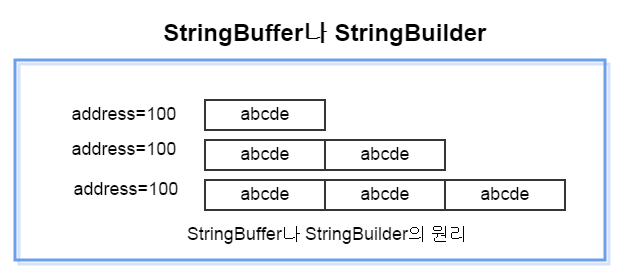 StringBuffer나 StringBuilder
address=100 abcde
address=100 abcde abcde
address=100 abcde abcde abcde
StringBuffer나 StringBuilder의 원리